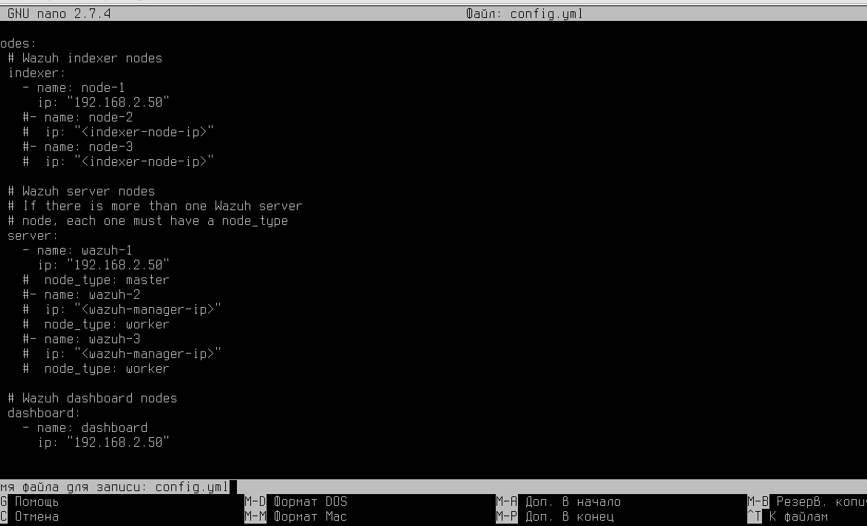 GNU nano 2.7.4 Файл: config.yml
odes:
# Wazuh indexer nodes
indexer:
- name: node-1
ip: "192.168.2.50"
#- name: node-2
# ip: "<indexer-node-ip>"
#- name: node-3
# ip: "<indexer-node-ip>"
# Wazuh server nodes
# If there is more than one Wazuh server
# node, each one must have a node_type
server:
- name: wazuh-1
ip: "192.168.2.50"
# node_type: master
#- name: wazuh-2
# ip: "<wazuh-manager-ip>"
# node_type: worker
#- name: wazuh-3
# ip: "<wazuh-manager-ip>"
# node_type: worker
# Wazuh dashboard nodes
dashboard:
- name: dashboard
ip: "192.168.2.50"
мя файла для записи: config.yml
G Помощь M-D Формат DOS M-A Доп. в начало M-B Резерв. копи
C Отмена M-M Формат Mac M-P Доп. в конец ^T К файлам